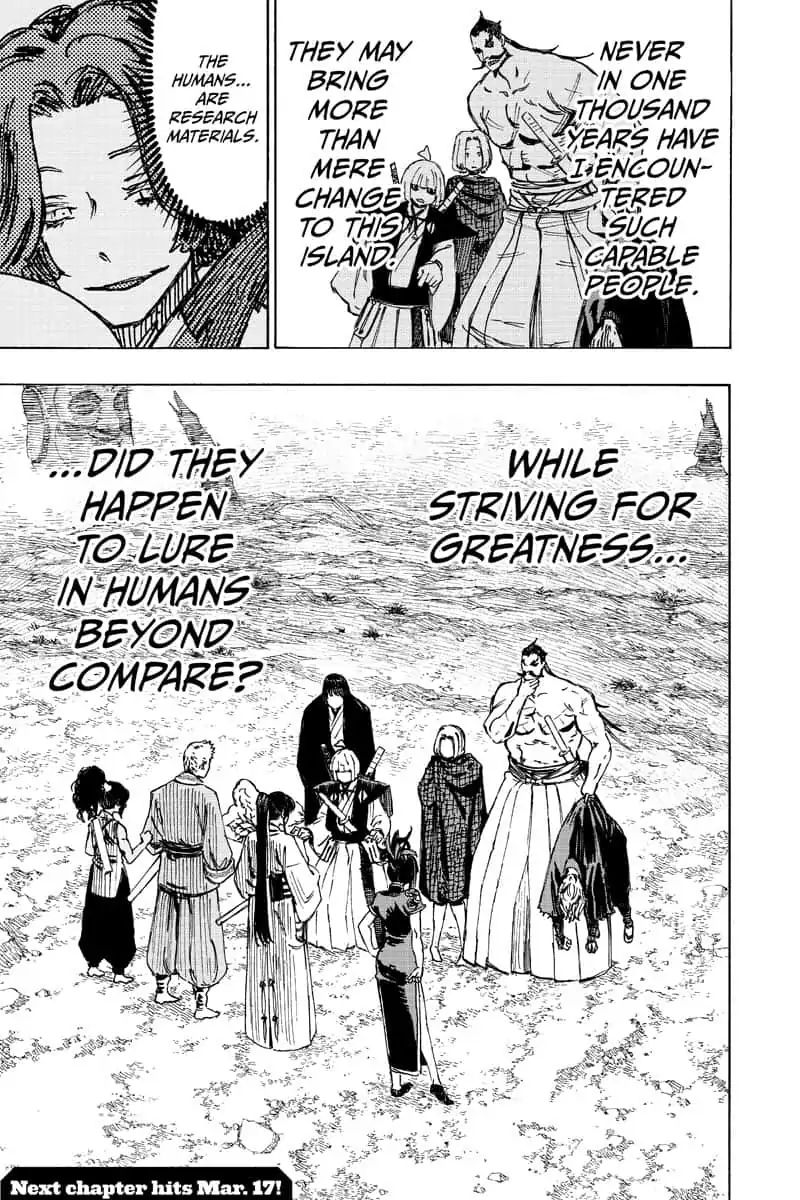 NEVER
IN ONE
THOUSAND
YEARS HAVE
I ENCOUN-
TERED
SUCH
CAPABLE
PEOPLE.
THEY MAY
BRING
MORE
THAN
MERE
CHANGE
TO THIS
ISLAND.
THE
HUMANS...
ARE
RESEARCH
MATERIALS.
WHILE
STRIVING FOR
GREATNESS...
...DID THEY
HAPPEN
TO LURE
IN HUMANS
BEYOND
COMPARE?
Next chapter hits Mar. 17!